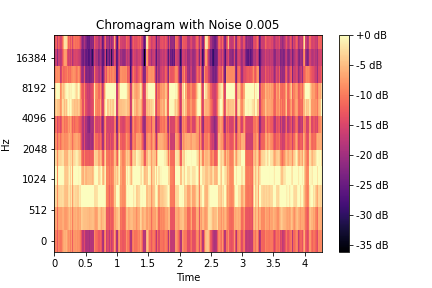 Chromagram with Noise 0.005
Hz
16384
8192
4096
2048
1024
512
0
0
0.5
1
1.5
2
2.5
3
3.5
4
Time
+0 dB
-5 dB
-10 dB
-15 dB
-20 dB
-25 dB
-30 dB
-35 dB